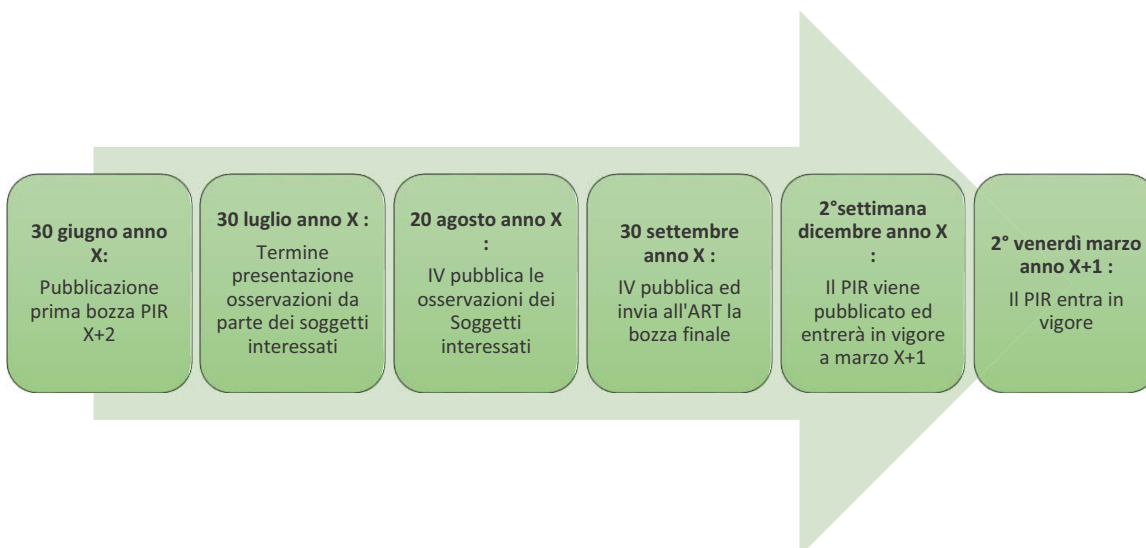 30 giugno anno
X:
Pubblicazione
prima bozza PIR
X+2
30 luglio anno X :
Termine
presentazione
osservazioni da
parte dei soggetti
interessati
20 agosto anno X
:
IV pubblica le
osservazioni dei
Soggetti
interessati
30 settembre
anno X :
IV pubblica ed
invia all'ART la
bozza finale
2°settimana
dicembre anno X
:
Il PIR viene
pubblicato ed
entrerà in vigore
a marzo X+1
2° venerdì marzo
anno X+1 :
Il PIR entra in
vigore